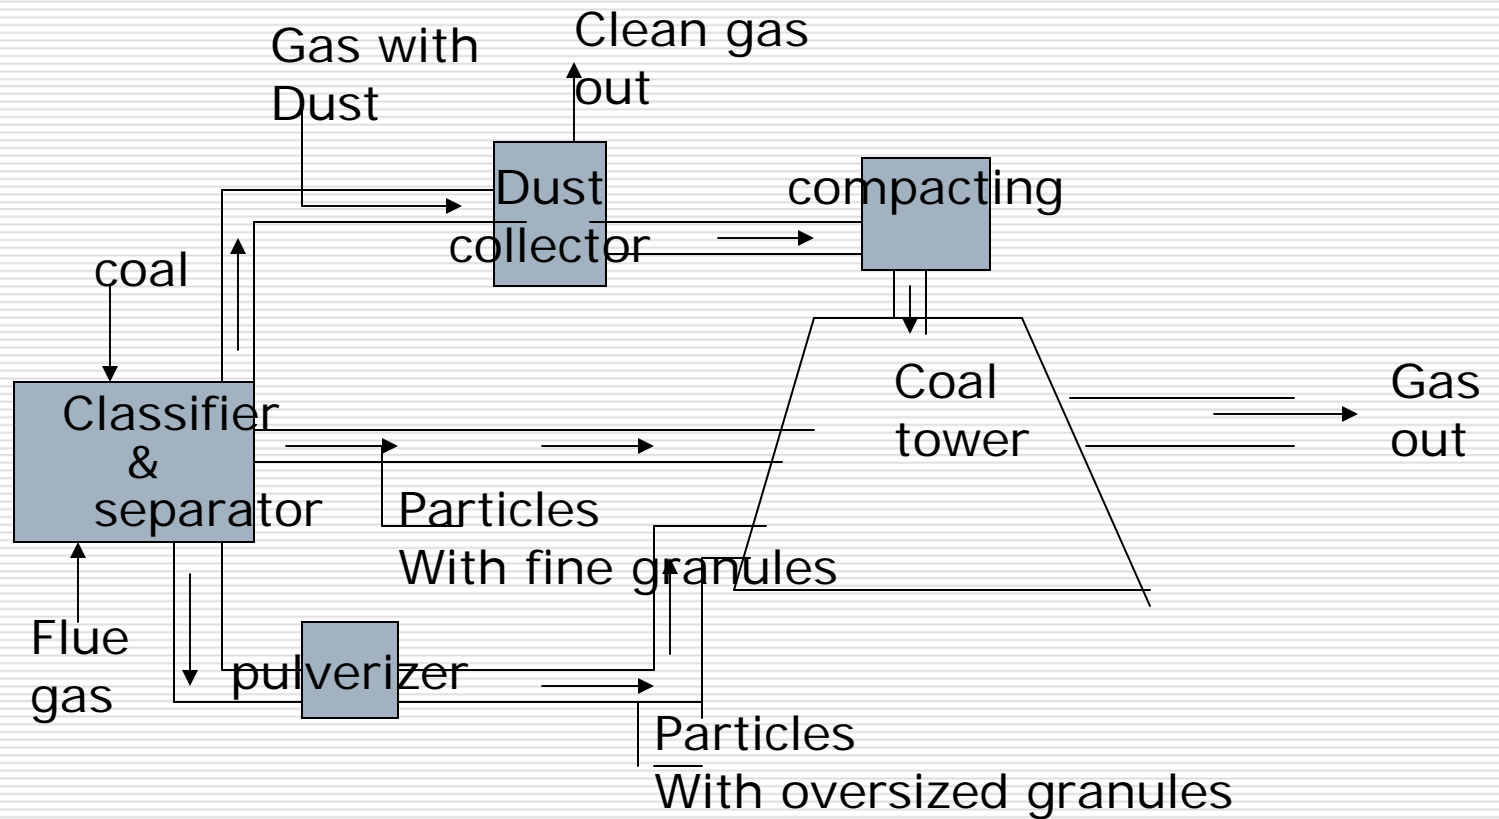 Gas with
Dust
Clean gas
out
Dust
collector
compacting
coal
Classifier
&
separator
Coal
tower
Gas
out
Particles
With fine granules
Flue
gas
pulverizer
Particles
With oversized granules